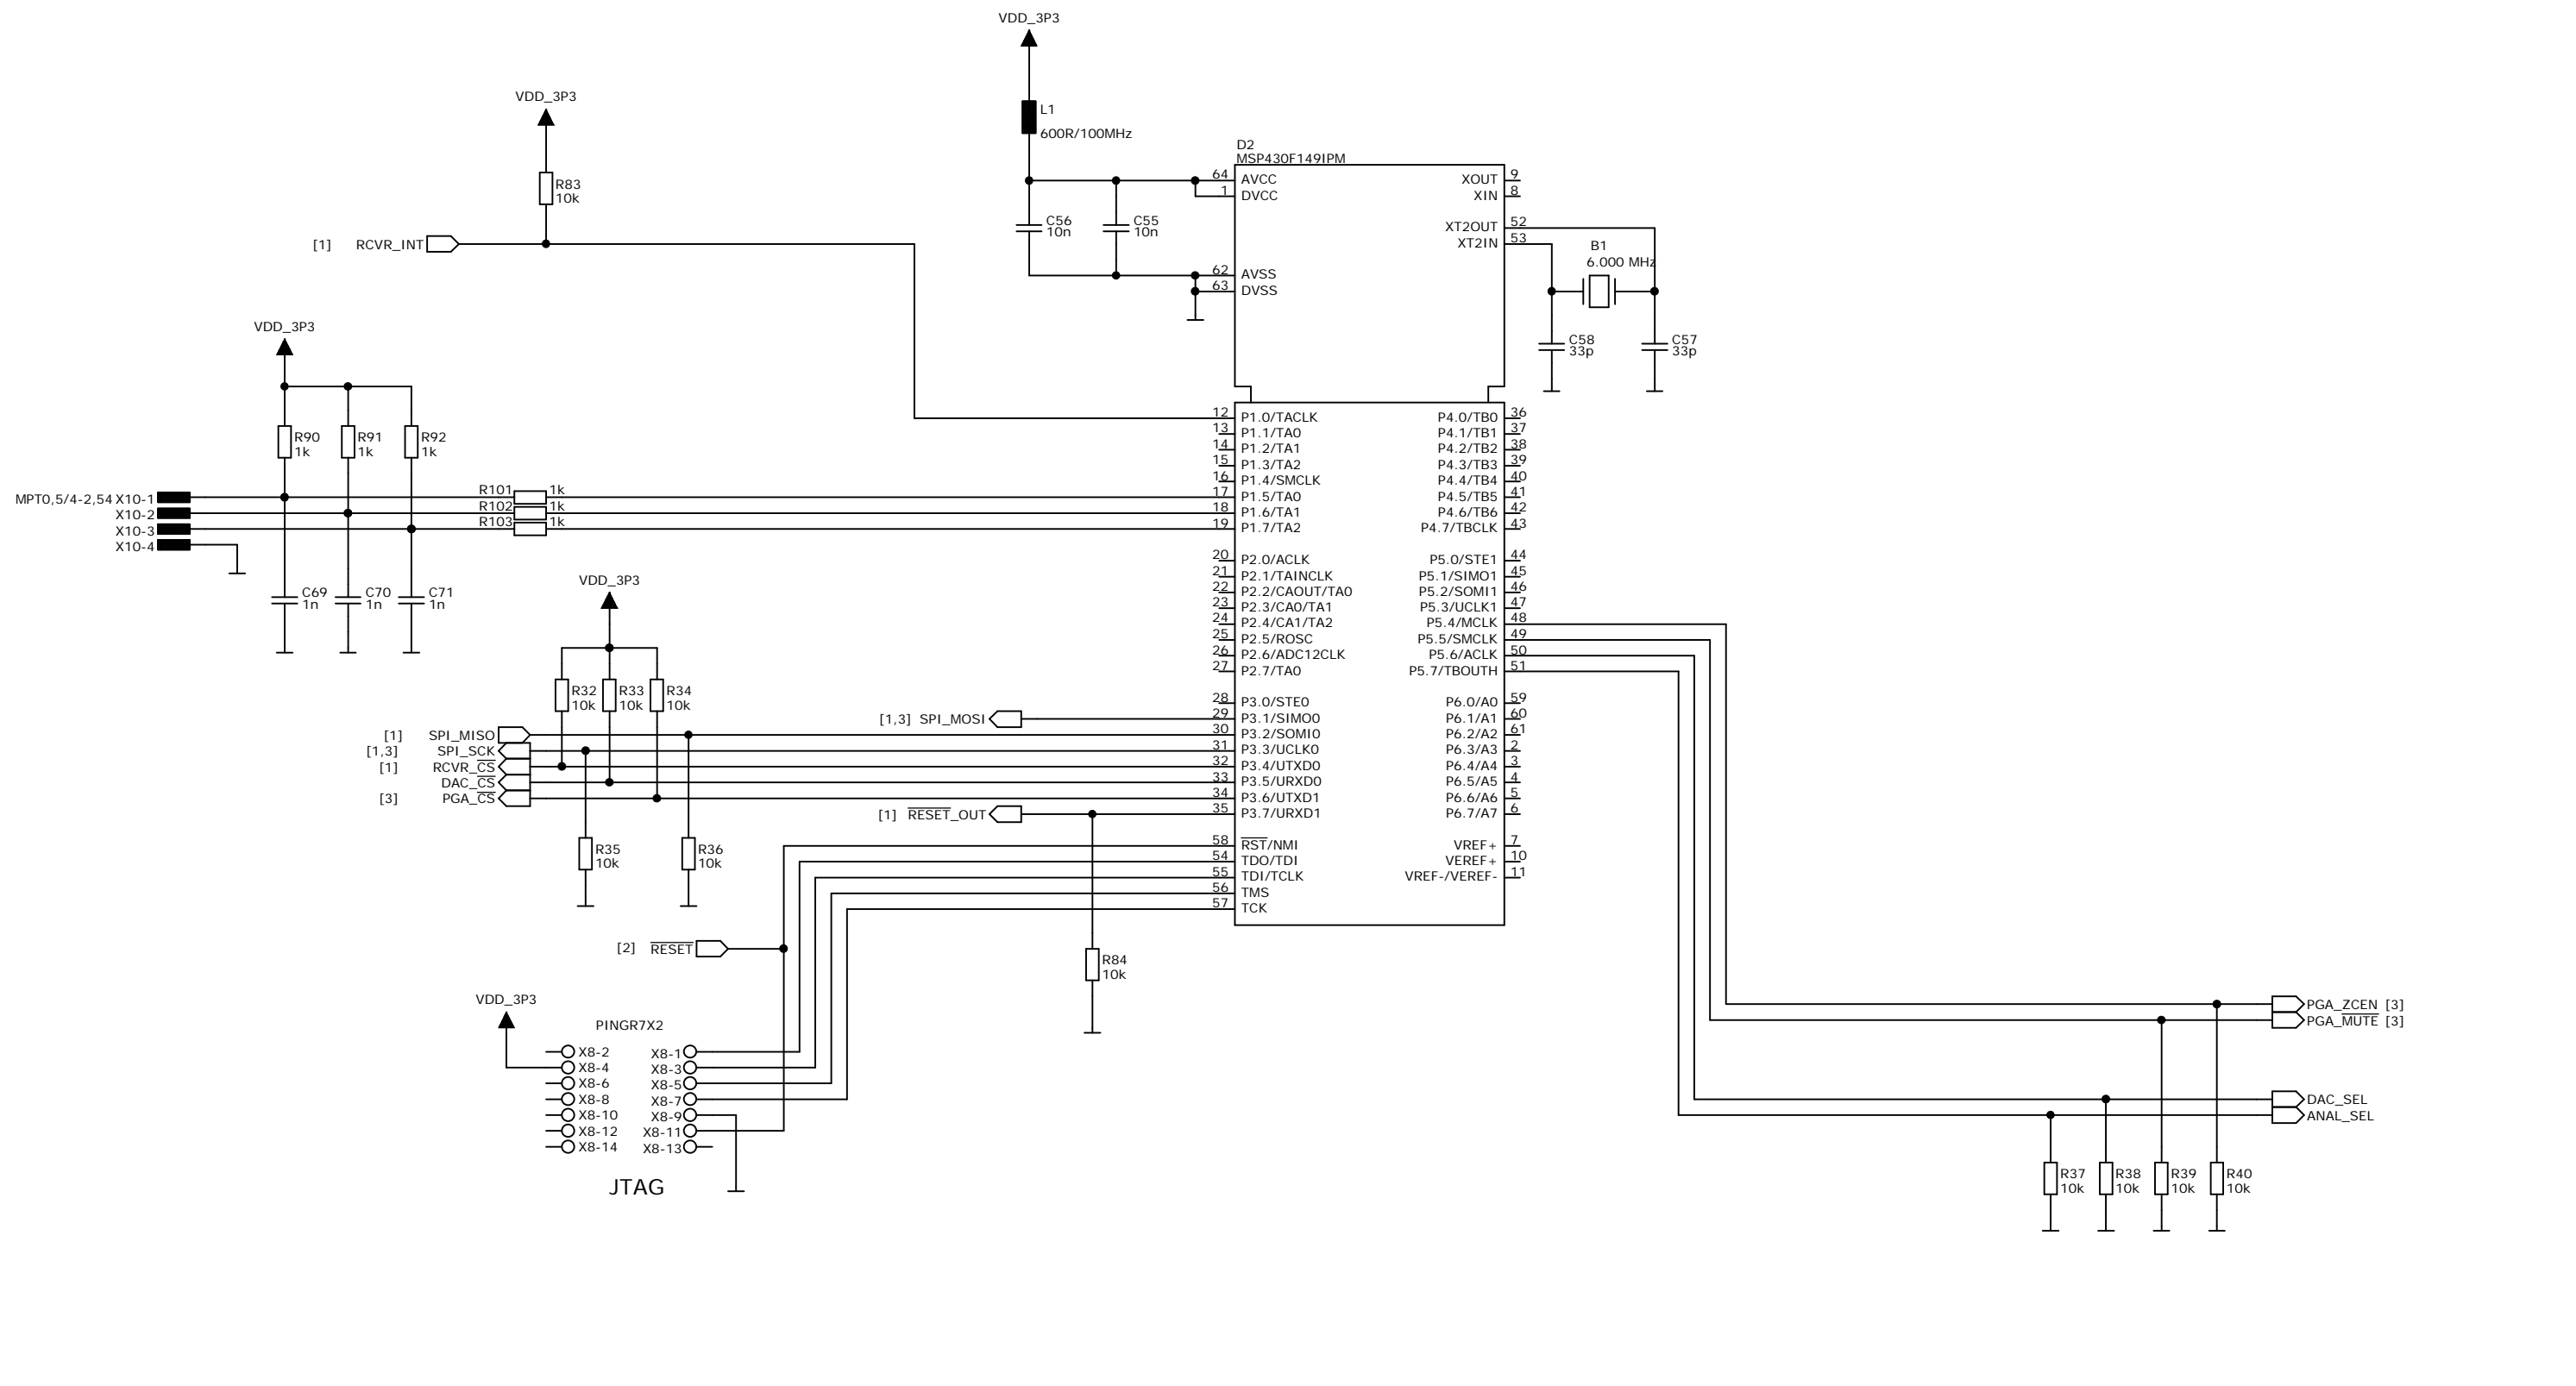 VDD_3P3
L1
600R/100MHz
VDD_3P3
R83
10k
[1] RCVR_INT
C56
10n
C55
10n
D2
MSP430F149IPM
64 AVCC
1 DVCC
62 AVSS
63 DVSS
XOUT 9
XIN 8
XT2OUT 52
XT2IN 53
B1
6.000 MHz
C58
33p
C57
33p
VDD_3P3
R90
1k
R91
1k
R92
1k
MPT0,5/4-2,54 X10-1
X10-2
X10-3
X10-4
R101 1k
R102 1k
R103 1k
C69
1n
C70
1n
C71
1n
12 P1.0/TACLK
13 P1.1/TA0
14 P1.2/TA1
15 P1.3/TA2
16 P1.4/SMCLK
17 P1.5/TA0
18 P1.6/TA1
19 P1.7/TA2
20 P2.0/ACLK
21 P2.1/TAINCLK
22 P2.2/CAOUT/TA0
23 P2.3/CA0/TA1
24 P2.4/CA1/TA2
25 P2.5/ROSC
26 P2.6/ADC12CLK
27 P2.7/TA0
28 P3.0/STE0
29 P3.1/SIMO0
30 P3.2/SOMI0
31 P3.3/UCLK0
32 P3.4/UTXD0
33 P3.5/URXD0
34 P3.6/UTXD1
35 P3.7/URXD1
58 RST/NMI
54 TDO/TDI
55 TDI/TCLK
56 TMS
57 TCK
P4.0/TB0 36
P4.1/TB1 37
P4.2/TB2 38
P4.3/TB3 39
P4.4/TB4 40
P4.5/TB5 41
P4.6/TB6 42
P4.7/TBCLK 43
P5.0/STE1 44
P5.1/SIMO1 45
P5.2/SOMI1 46
P5.3/UCLK1 47
P5.4/MCLK 48
P5.5/SMCLK 49
P5.6/ACLK 50
P5.7/TBOUTH 51
P6.0/A0 59
P6.1/A1 60
P6.2/A2 61
P6.3/A3 2
P6.4/A4 3
P6.5/A5 4
P6.6/A6 5
P6.7/A7 6
VREF+ 7
VEREF+ 10
VREF-/VEREF- 11
VDD_3P3
R32
10k
R33
10k
R34
10k
[1,3] SPI_MOSI
[1] SPI_MISO
[1,3] SPI_SCK
[1] RCVR_CS
DAC_CS
[3] PGA_CS
[1] RESET_OUT
R35
10k
R36
10k
[2] RESET
R84
10k
VDD_3P3
PINGR7X2
X8-2 X8-1
X8-4 X8-3
X8-6 X8-5
X8-8 X8-7
X8-10 X8-9
X8-12 X8-11
X8-14 X8-13
JTAG
PGA_ZCEN [3]
PGA_MUTE [3]
DAC_SEL
ANAL_SEL
R37
10k
R38
10k
R39
10k
R40
10k